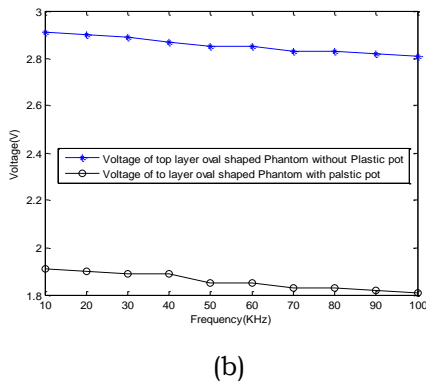 3
2.8
2.6
2.4
2.2
2
1.8
Voltage(V)
Voltage of top layer oval shaped Phantom without Plastic pot
Voltage of to layer oval shaped Phantom with palstic pot
10 20 30 40 50 60 70 80 90 100
Frequency(KHz)
(b)